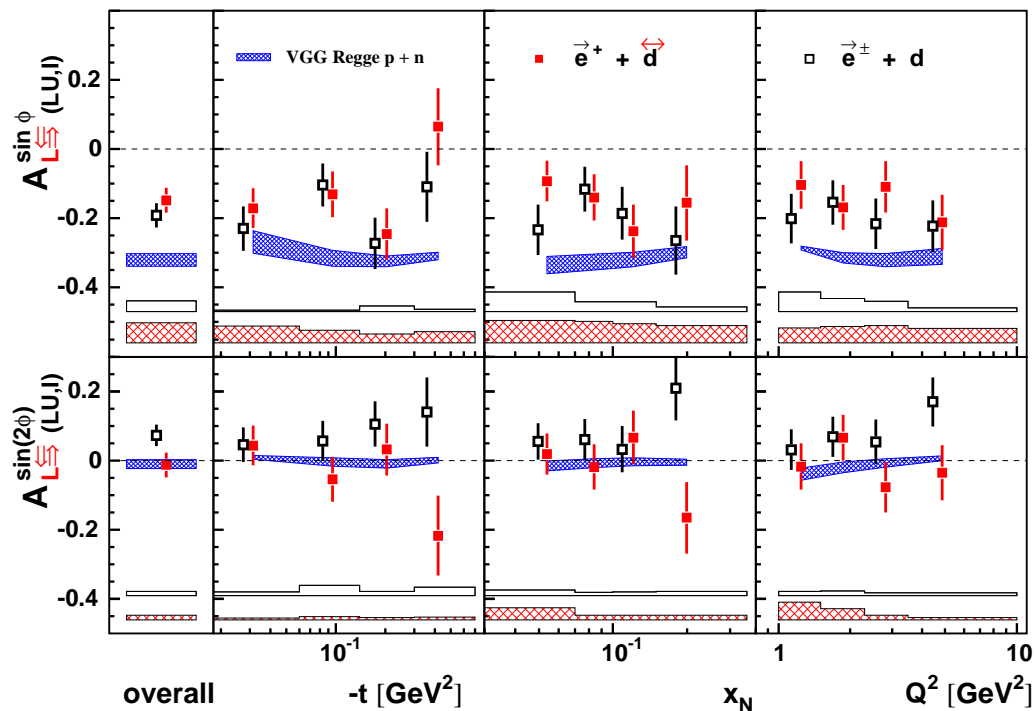 VGG Regge p + n
e⃗⁺ + d⃡
e⃗± + d
A L⇇⇉ sin ϕ (LU,I)
0.2
0
-0.2
-0.4
A L⇇⇉ sin(2ϕ) (LU,I)
0.2
0
-0.2
-0.4
10⁻¹
10⁻¹
1
10
overall
-t [GeV²]
x_N
Q² [GeV²]